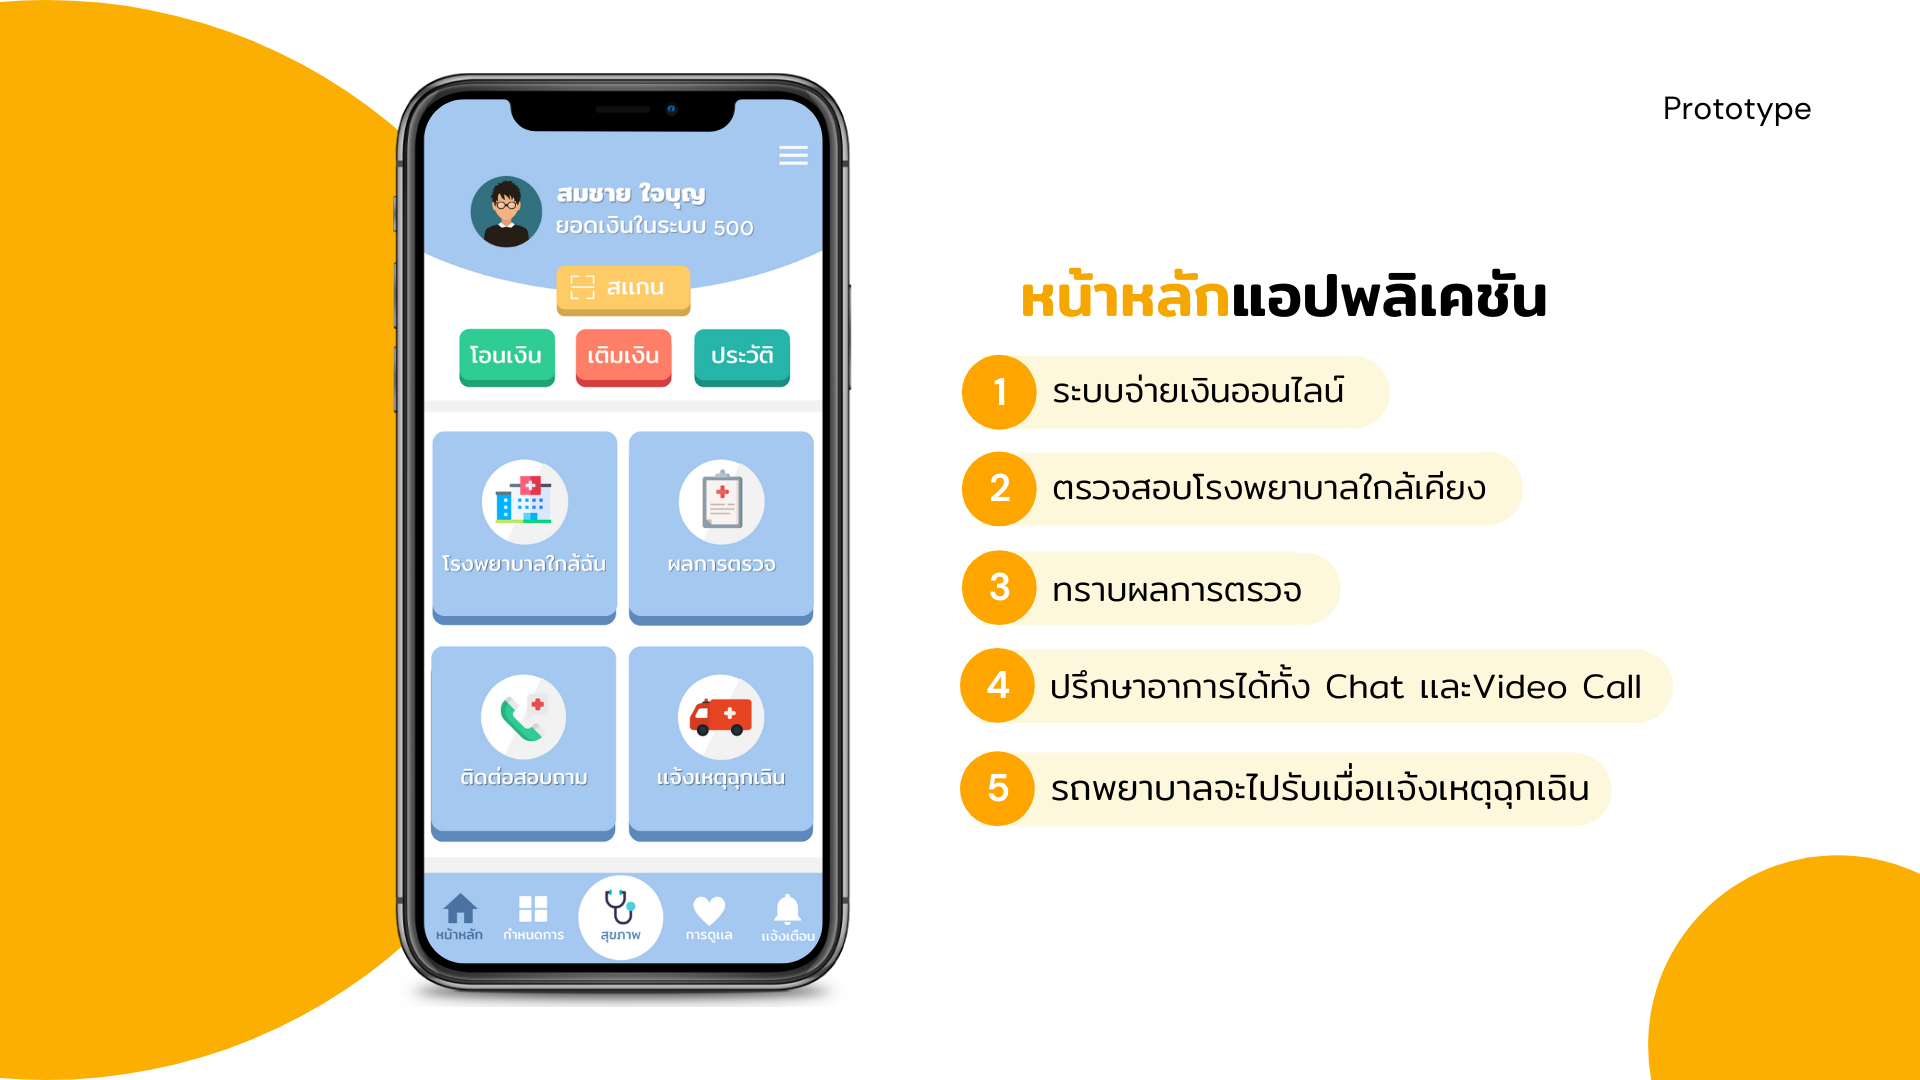 Prototype
สมชาย ใจบุญ
ยอดเงินในระบบ 500
สแกน
โอนเงิน
เติมเงิน
ประวัติ
โรงพยาบาลใกล้ฉัน
ผลการตรวจ
ติดต่อสอบถาม
แจ้งเหตุฉุกเฉิน
หน้าหลัก
กำหนดการ
สุขภาพ
การดูแล
แจ้งเตือน
หน้าหลักแอปพลิเคชัน
1 ระบบจ่ายเงินออนไลน์
2 ตรวจสอบโรงพยาบาลใกล้เคียง
3 ทราบผลการตรวจ
4 ปรึกษาอาการได้ทั้ง Chat และVideo Call
5 รถพยาบาลจะไปรับเมื่อแจ้งเหตุฉุกเฉิน